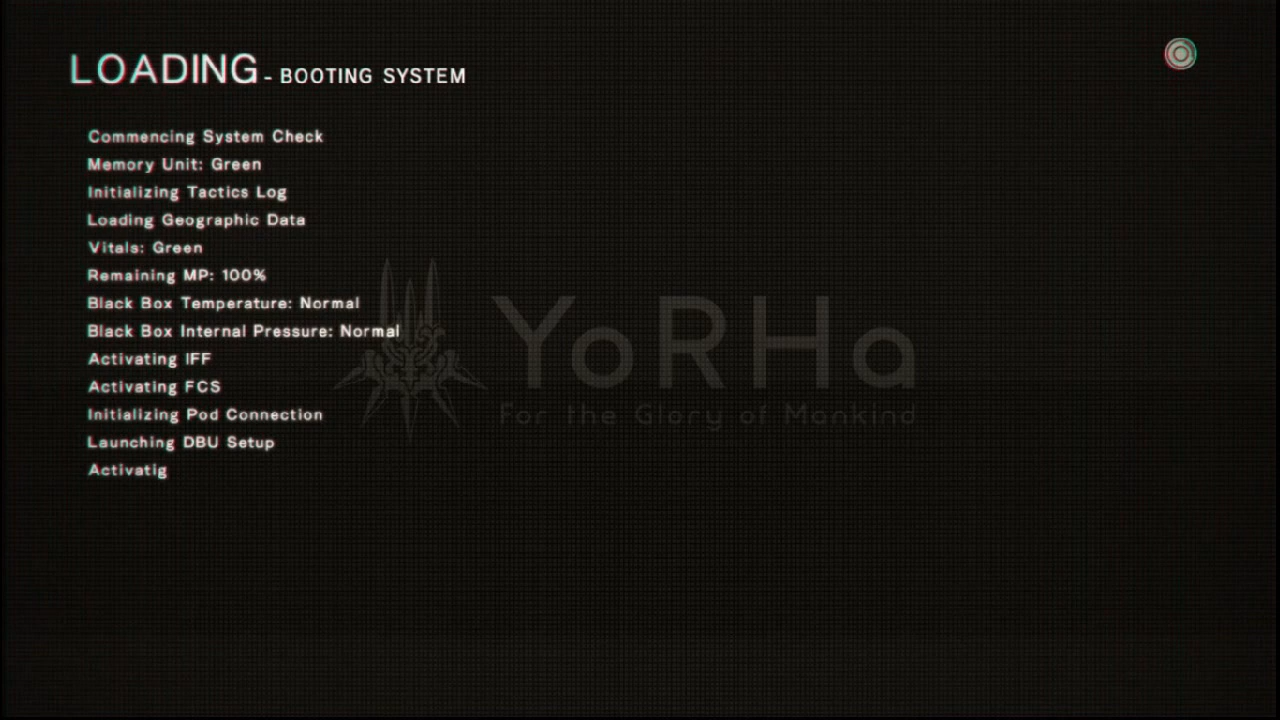 LOADING - BOOTING SYSTEM
Commencing System Check
Memory Unit: Green
Initializing Tactics Log
Loading Geographic Data
Vitals: Green
Remaining MP: 100%
Black Box Temperature: Normal
Black Box Internal Pressure: Normal
Activating IFF
Activating FCS
Initializing Pod Connection
Launching DBU Setup
Activatig
YoRHa
For the Glory of Mankind